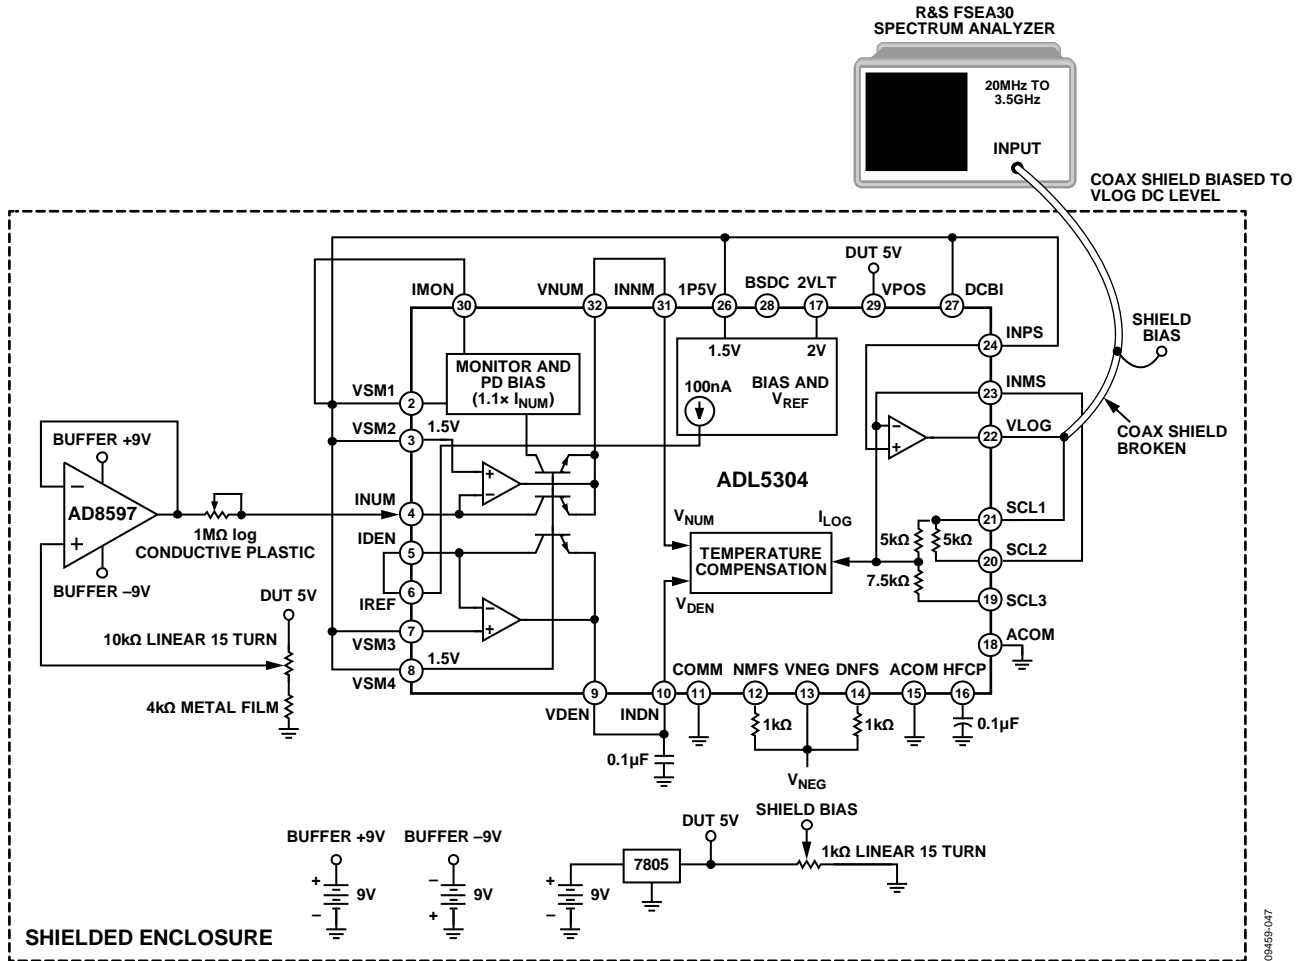 R&S FSEA30
SPECTRUM ANALYZER
20MHz TO
3.5GHz
INPUT
COAX SHIELD BIASED TO
VLOG DC LEVEL
DUT 5V
IMON
VNUM
INNM
1P5V
BSDC
2VLT
VPOS
DCBI
30
32
31
26
28
17
29
27
SHIELD
BIAS
24
INPS
1.5V
2V
MONITOR AND
PD BIAS
(1.1× INUM)
100nA
BIAS AND
VREF
VSM1
2
23
INMS
BUFFER +9V
VSM2
3
1.5V
+
−
−
+
22
VLOG
COAX SHIELD
BROKEN
−
+
AD8597
ADL5304
INUM
4
1MΩ log
CONDUCTIVE PLASTIC
VNUM
ILOG
21
SCL1
5kΩ
5kΩ
IDEN
5
TEMPERATURE
COMPENSATION
20
SCL2
BUFFER −9V
7.5kΩ
DUT 5V
IREF
6
VDEN
19
SCL3
10kΩ LINEAR 15 TURN
VSM3
7
−
+
18
ACOM
1.5V
VSM4
8
COMM
NMFS
VNEG
DNFS
ACOM
HFCP
4kΩ METAL FILM
9
10
11
12
13
14
15
16
VDEN
INDN
1kΩ
1kΩ
0.1µF
0.1µF
VNEG
SHIELD BIAS
BUFFER +9V
BUFFER −9V
DUT 5V
1kΩ LINEAR 15 TURN
7805
+
9V
−
−
9V
+
+
9V
−
SHIELDED ENCLOSURE
09459-047